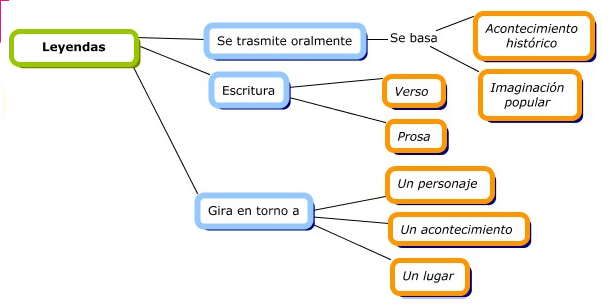 Leyendas
Se trasmite oralmente
Se basa
Acontecimiento
histórico
Imaginación
popular
Escritura
Verso
Prosa
Gira en torno a
Un personaje
Un acontecimiento
Un lugar